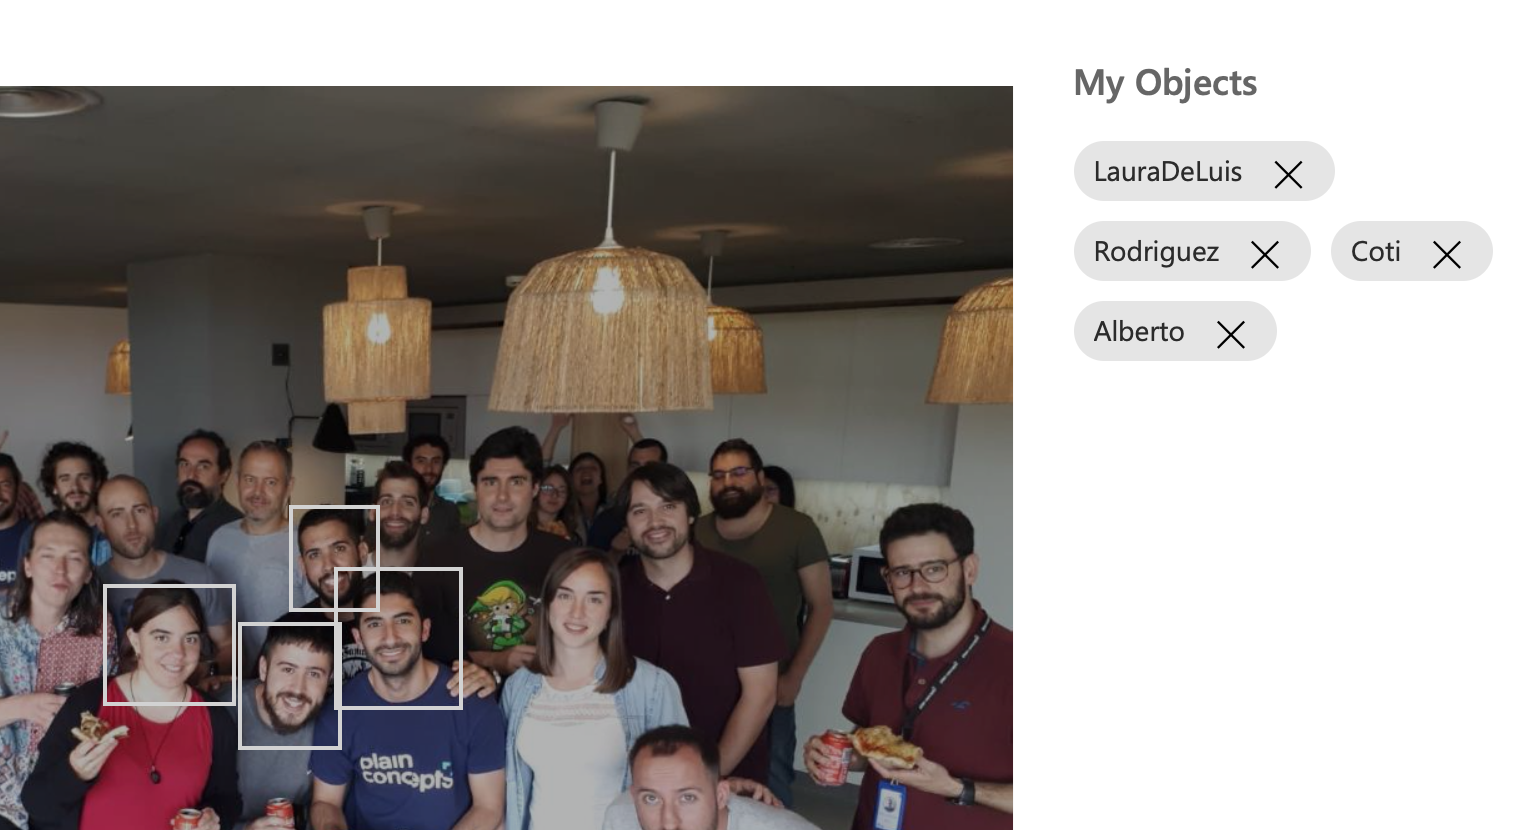 My Objects
LauraDeLuis
Rodriguez Coti
Alberto
plain
concepts